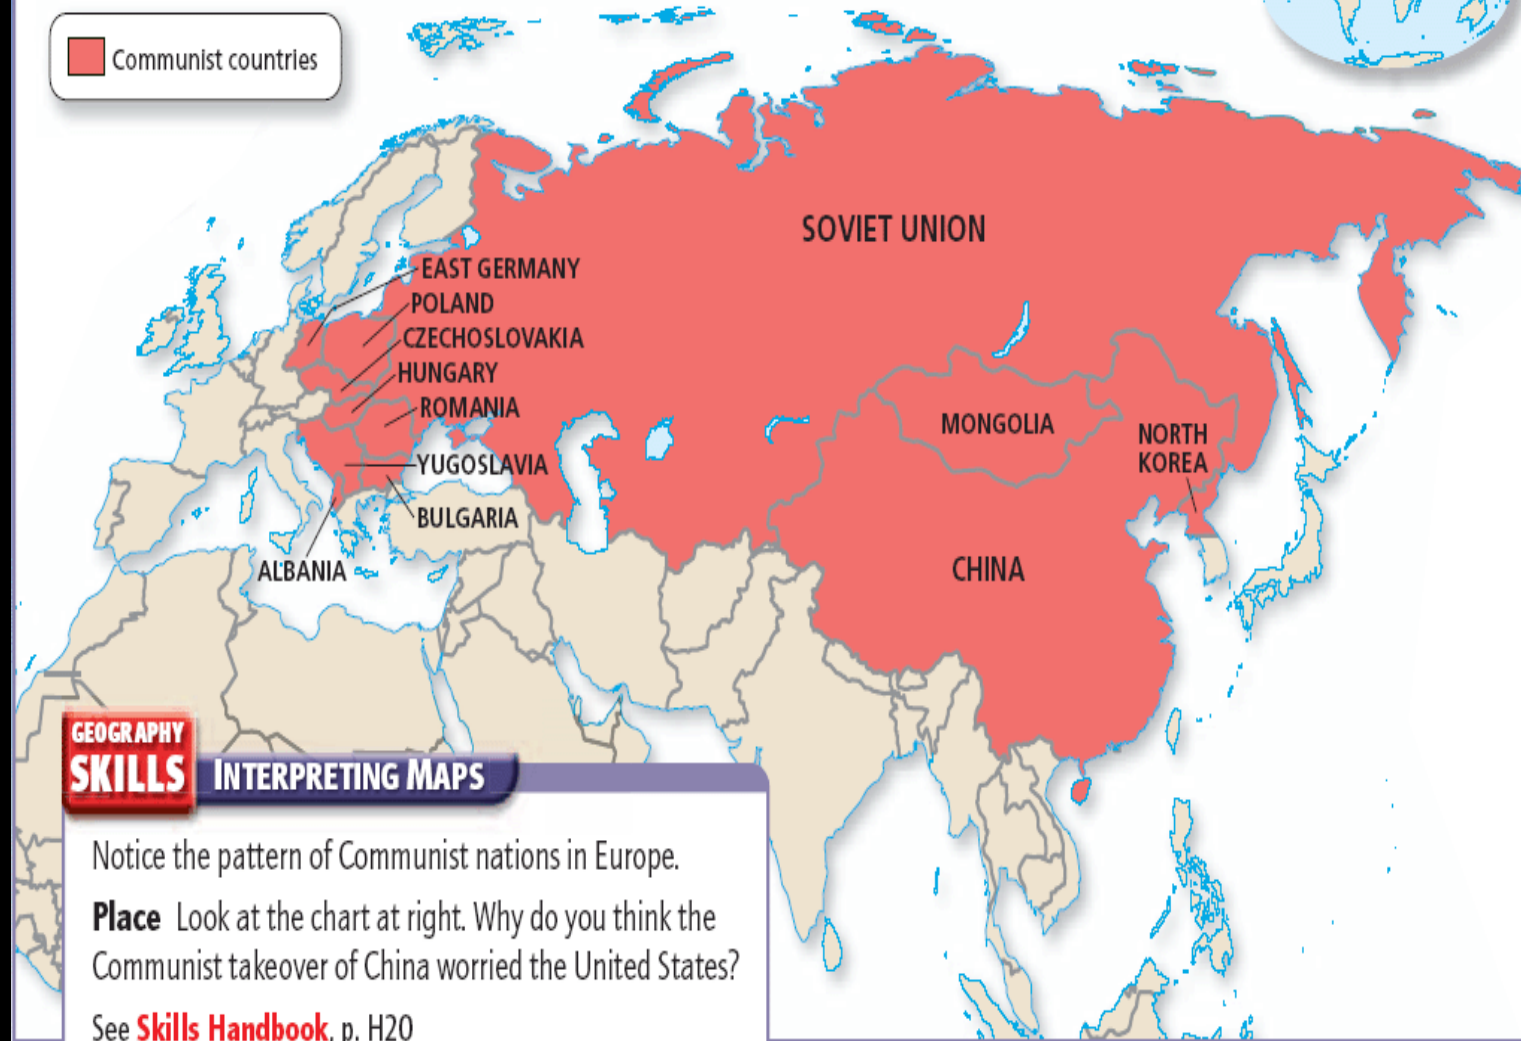 Communist countries
SOVIET UNION
EAST GERMANY
POLAND
CZECHOSLOVAKIA
HUNGARY
ROMANIA
MONGOLIA
NORTH
KOREA
YUGOSLAVIA
BULGARIA
ALBANIA
CHINA
GEOGRAPHY
SKILLS
INTERPRETING MAPS
Notice the pattern of Communist nations in Europe.
Place Look at the chart at right. Why do you think the
Communist takeover of China worried the United States?
See Skills Handbook, p. H20